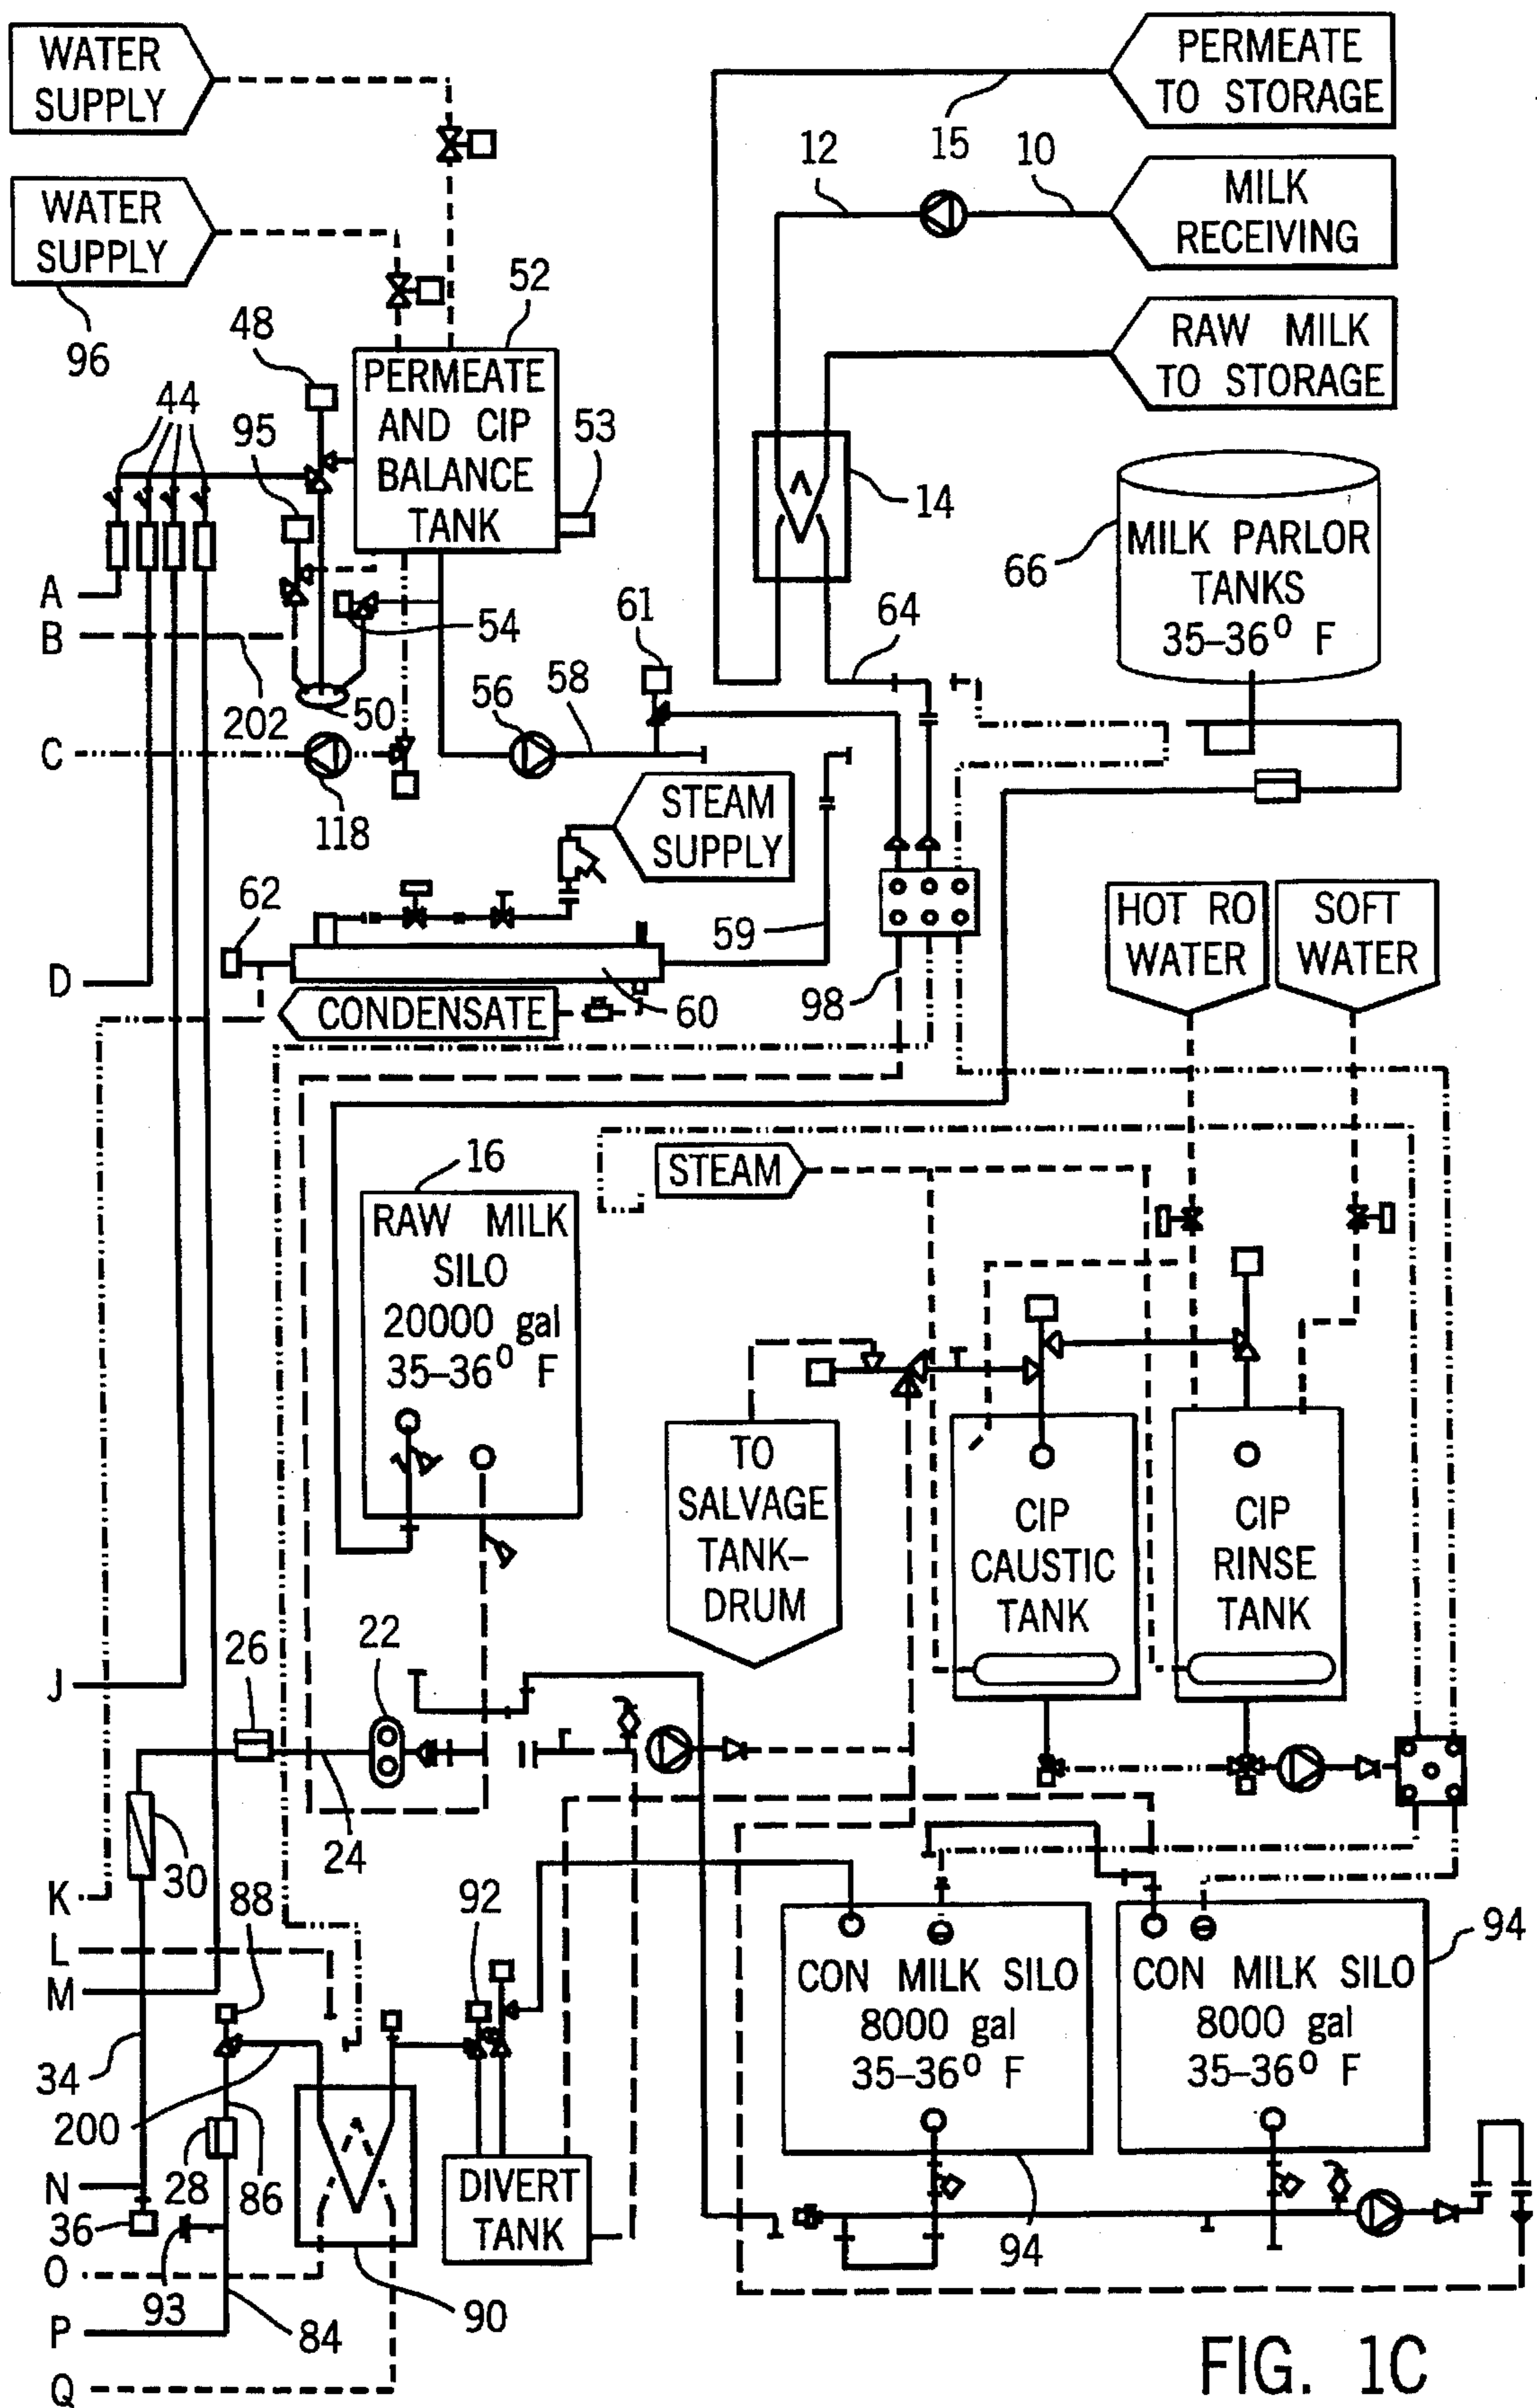 WATER
SUPPLY
PERMEATE
TO STORAGE
15
12
10
MILK
RECEIVING
WATER
SUPPLY
96
52
48
RAW MILK
TO STORAGE
44
95
PERMEATE
AND CIP
BALANCE
TANK
53
14
66
MILK PARLOR
TANKS
35–36° F
A
B
54
61
64
202
50
56
58
C
118
STEAM
SUPPLY
62
59
HOT RO
WATER
SOFT
WATER
D
CONDENSATE
60
98
16
STEAM
RAW MILK
SILO
20000 gal
35–36° F
TO
SALVAGE
TANK–
DRUM
CIP
CAUSTIC
TANK
CIP
RINSE
TANK
26
22
J
24
30
K
88
92
94
L
M
CON MILK SILO
8000 gal
35–36° F
CON MILK SILO
8000 gal
35–36° F
34
200
N
28
86
DIVERT
TANK
36
94
O
93
84
90
P
Q
FIG. 1C